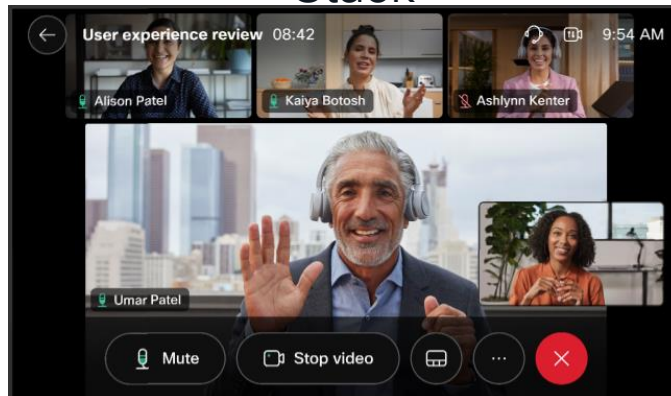 Stack
User experience review 08:42
9:54 AM
Alison Patel
Kaiya Botosh
Ashlynn Kenter
Umar Patel
Mute
Stop video